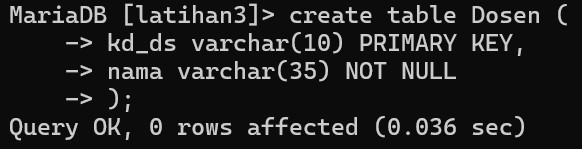 MariaDB [latihan3]> create table Dosen (
    -> kd_ds varchar(10) PRIMARY KEY,
    -> nama varchar(35) NOT NULL
    -> );
Query OK, 0 rows affected (0.036 sec)